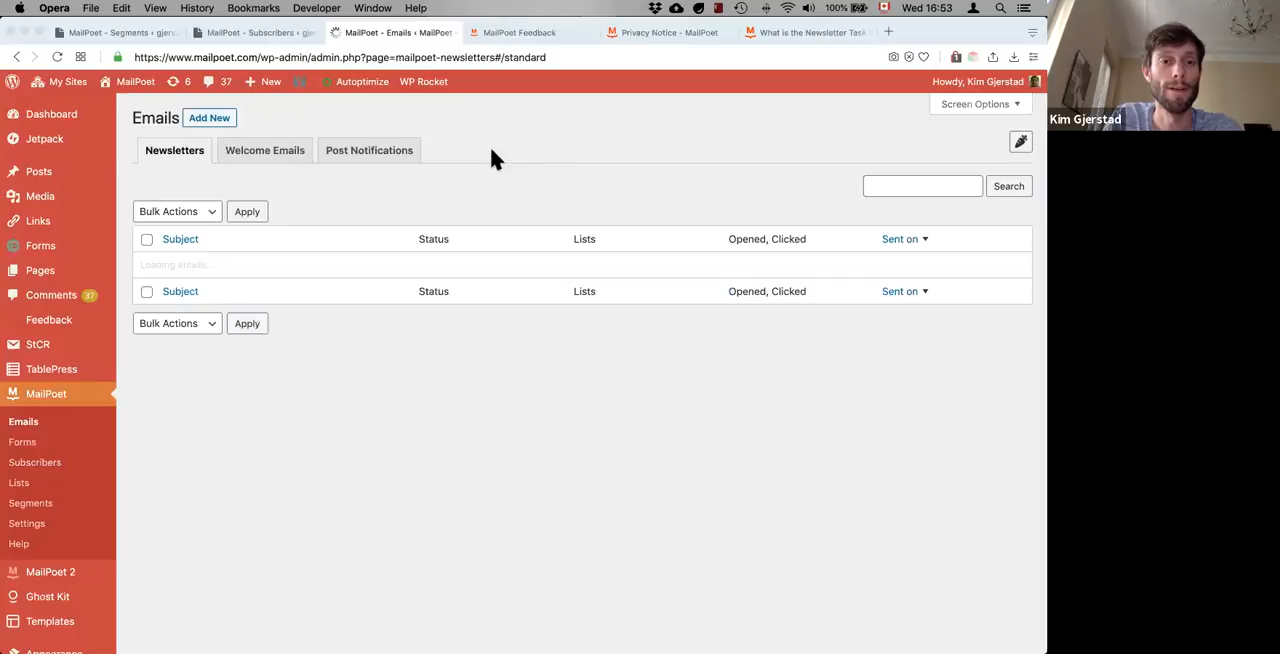 Opera File Edit View History Bookmarks Developer Window Help 100% Wed 16:53
MailPoet - Segments ‹ gjers MailPoet - Subscribers ‹ gje MailPoet - Emails ‹ MailPoet - MailPoet Feedback Privacy Notice - MailPoet What is the Newsletter Task
https://www.mailpoet.com/wp-admin/admin.php?page=mailpoet-newsletters#/standard
My Sites MailPoet 6 37 New Autoptimize WP Rocket Howdy, Kim Gjerstad
Kim Gjerstad
Dashboard
Jetpack
Posts
Media
Links
Forms
Pages
Comments 37
Feedback
StCR
TablePress
MailPoet
Emails
Forms
Subscribers
Lists
Segments
Settings
Help
MailPoet 2
Ghost Kit
Templates
Appearance
Screen Options
Emails Add New
Newsletters Welcome Emails Post Notifications
Search
Bulk Actions Apply
Subject Status Lists Opened, Clicked Sent on
Loading emails...
Subject Status Lists Opened, Clicked Sent on
Bulk Actions Apply